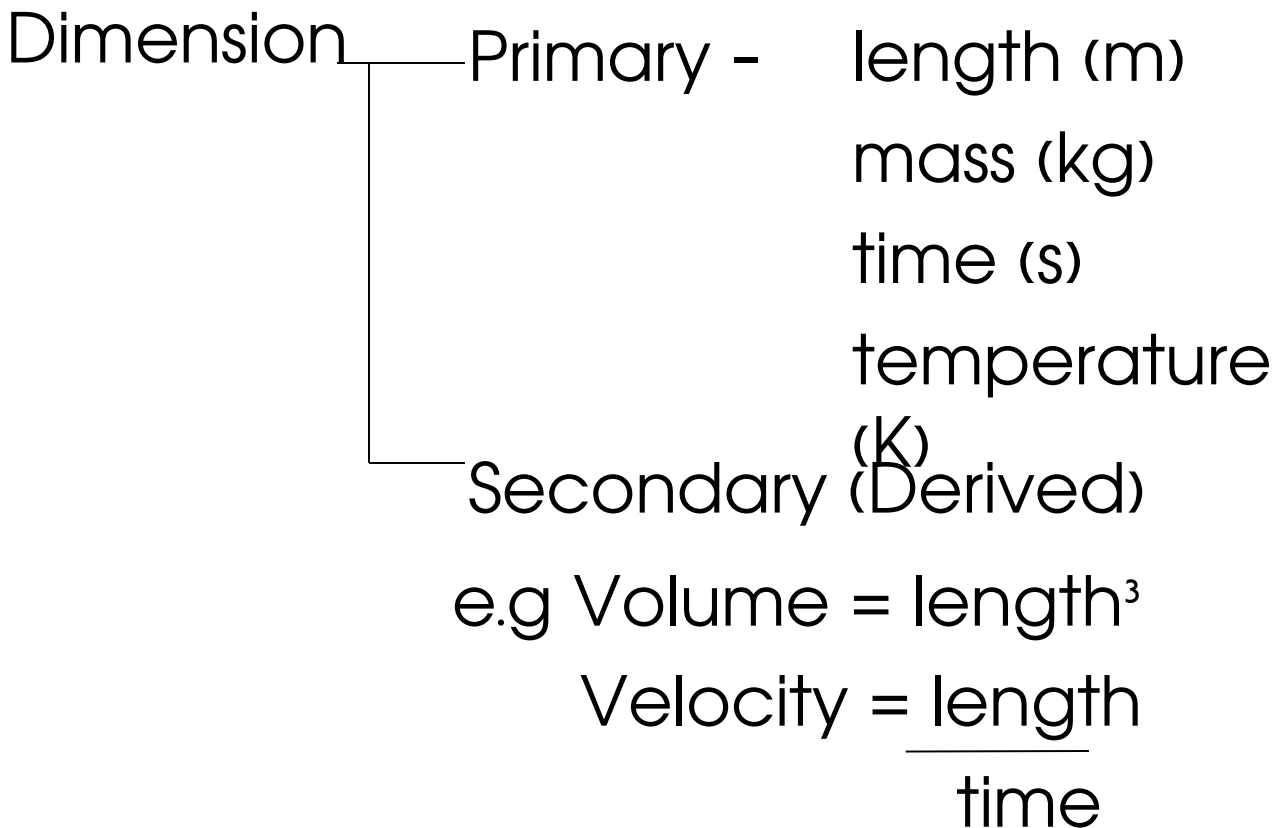 Dimension Primary - length (m)
mass (kg)
time (s)
temperature
(K)
Secondary (Derived)
e.g Volume = length³
Velocity = length
time